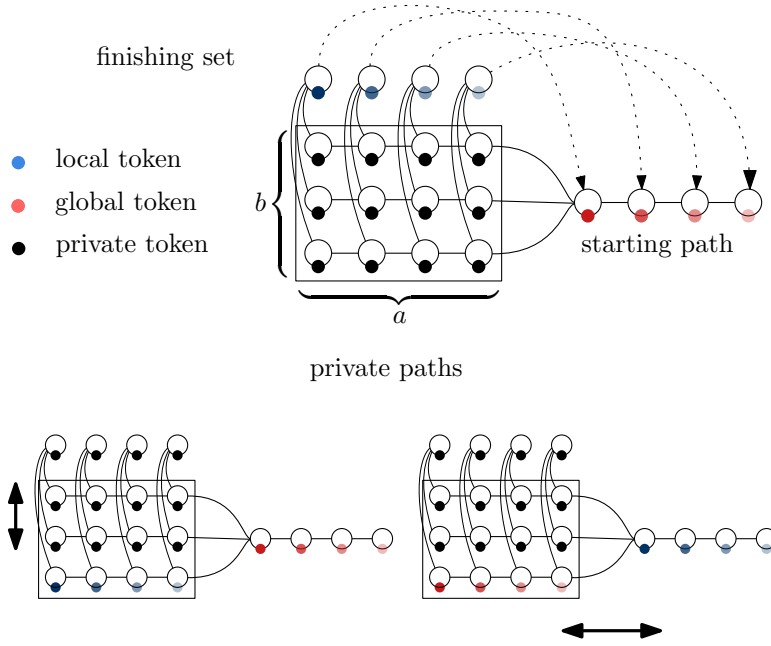 finishing set
local token
global token
private token
b
starting path
a
private paths